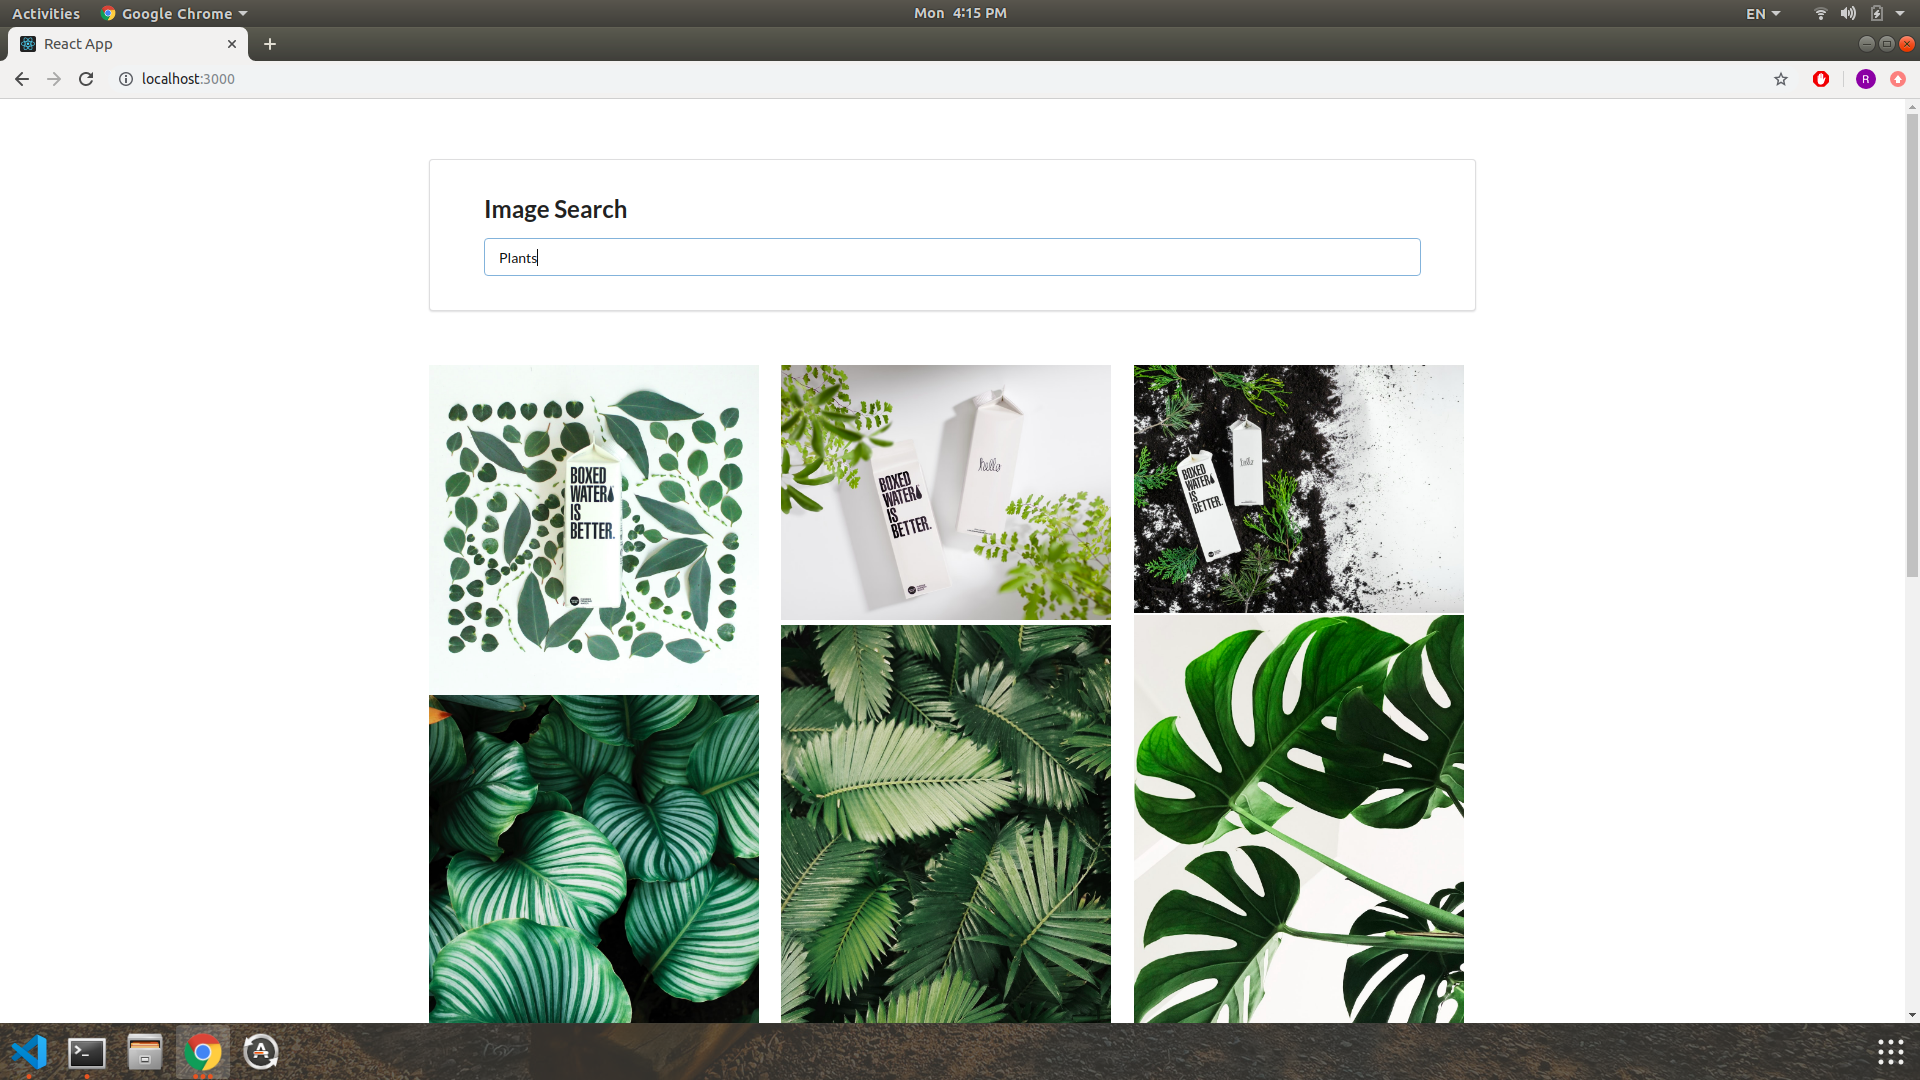 Activities
Google Chrome
Mon 4:15 PM
EN
React App
localhost:3000
R
Image Search
Plants
BOXED
WATER
IS
BETTER.
BOXED
WATER
IS
BETTER.
hello
BOXED
WATER
IS
BETTER.
hello